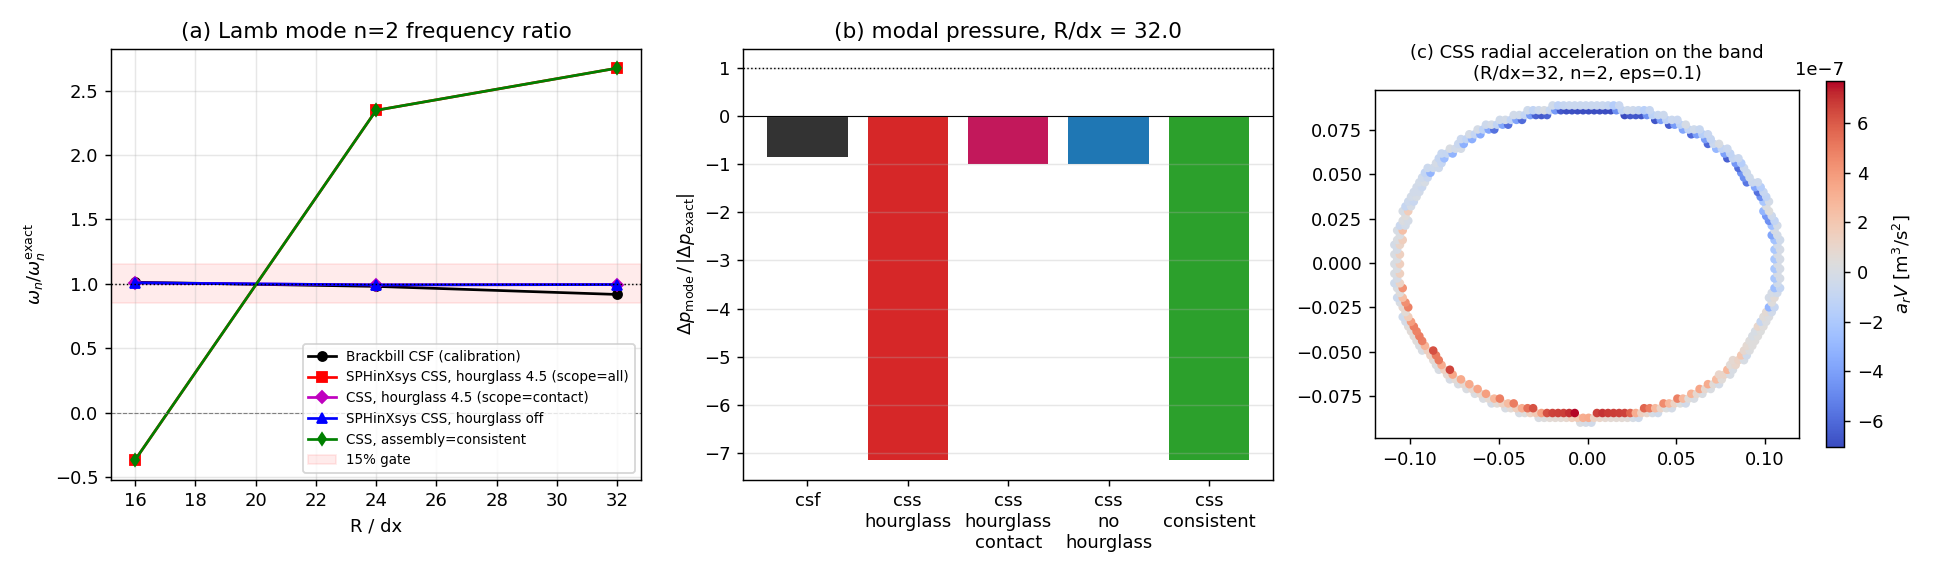 (a) Lamb mode n=2 frequency ratio
ωₙ/ωₙᵉˣᵃᶜᵗ
2.5
2.0
1.5
1.0
0.5
0.0
−0.5
16
18
20
22
24
26
28
30
32
R / dx
Brackbill CSF (calibration)
SPHinXsys CSS, hourglass 4.5 (scope=all)
CSS, hourglass 4.5 (scope=contact)
SPHinXsys CSS, hourglass off
CSS, assembly=consistent
15% gate
(b) modal pressure, R/dx = 32.0
Δp_mode / |Δp_exact|
1
0
−1
−2
−3
−4
−5
−6
−7
csf
css
hourglass
css
hourglass
contact
css
no
hourglass
css
consistent
(c) CSS radial acceleration on the band
(R/dx=32, n=2, eps=0.1)
0.075
0.050
0.025
0.000
−0.025
−0.050
−0.075
−0.10
−0.05
0.00
0.05
0.10
1e−7
6
4
2
0
−2
−4
−6
aᵣV [m³/s²]